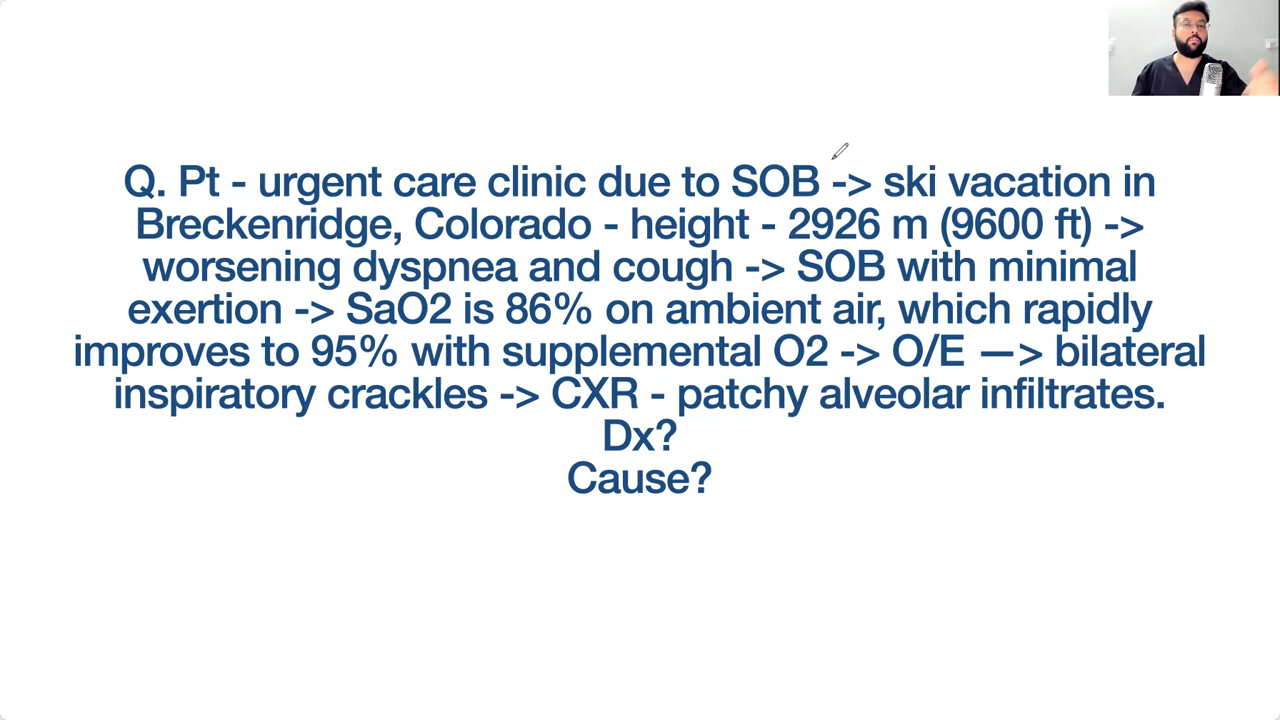 Q. Pt - urgent care clinic due to SOB -> ski vacation in
Breckenridge, Colorado - height - 2926 m (9600 ft) ->
worsening dyspnea and cough -> SOB with minimal
exertion -> SaO2 is 86% on ambient air, which rapidly
improves to 95% with supplemental O2 -> O/E —> bilateral
inspiratory crackles -> CXR - patchy alveolar infiltrates.
Dx?
Cause?